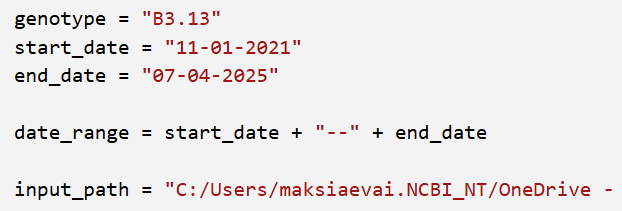 genotype = "B3.13"
start_date = "11-01-2021"
end_date = "07-04-2025"
date_range = start_date + "--" + end_date
input_path = "C:/Users/maksiaevai.NCBI_NT/OneDrive -